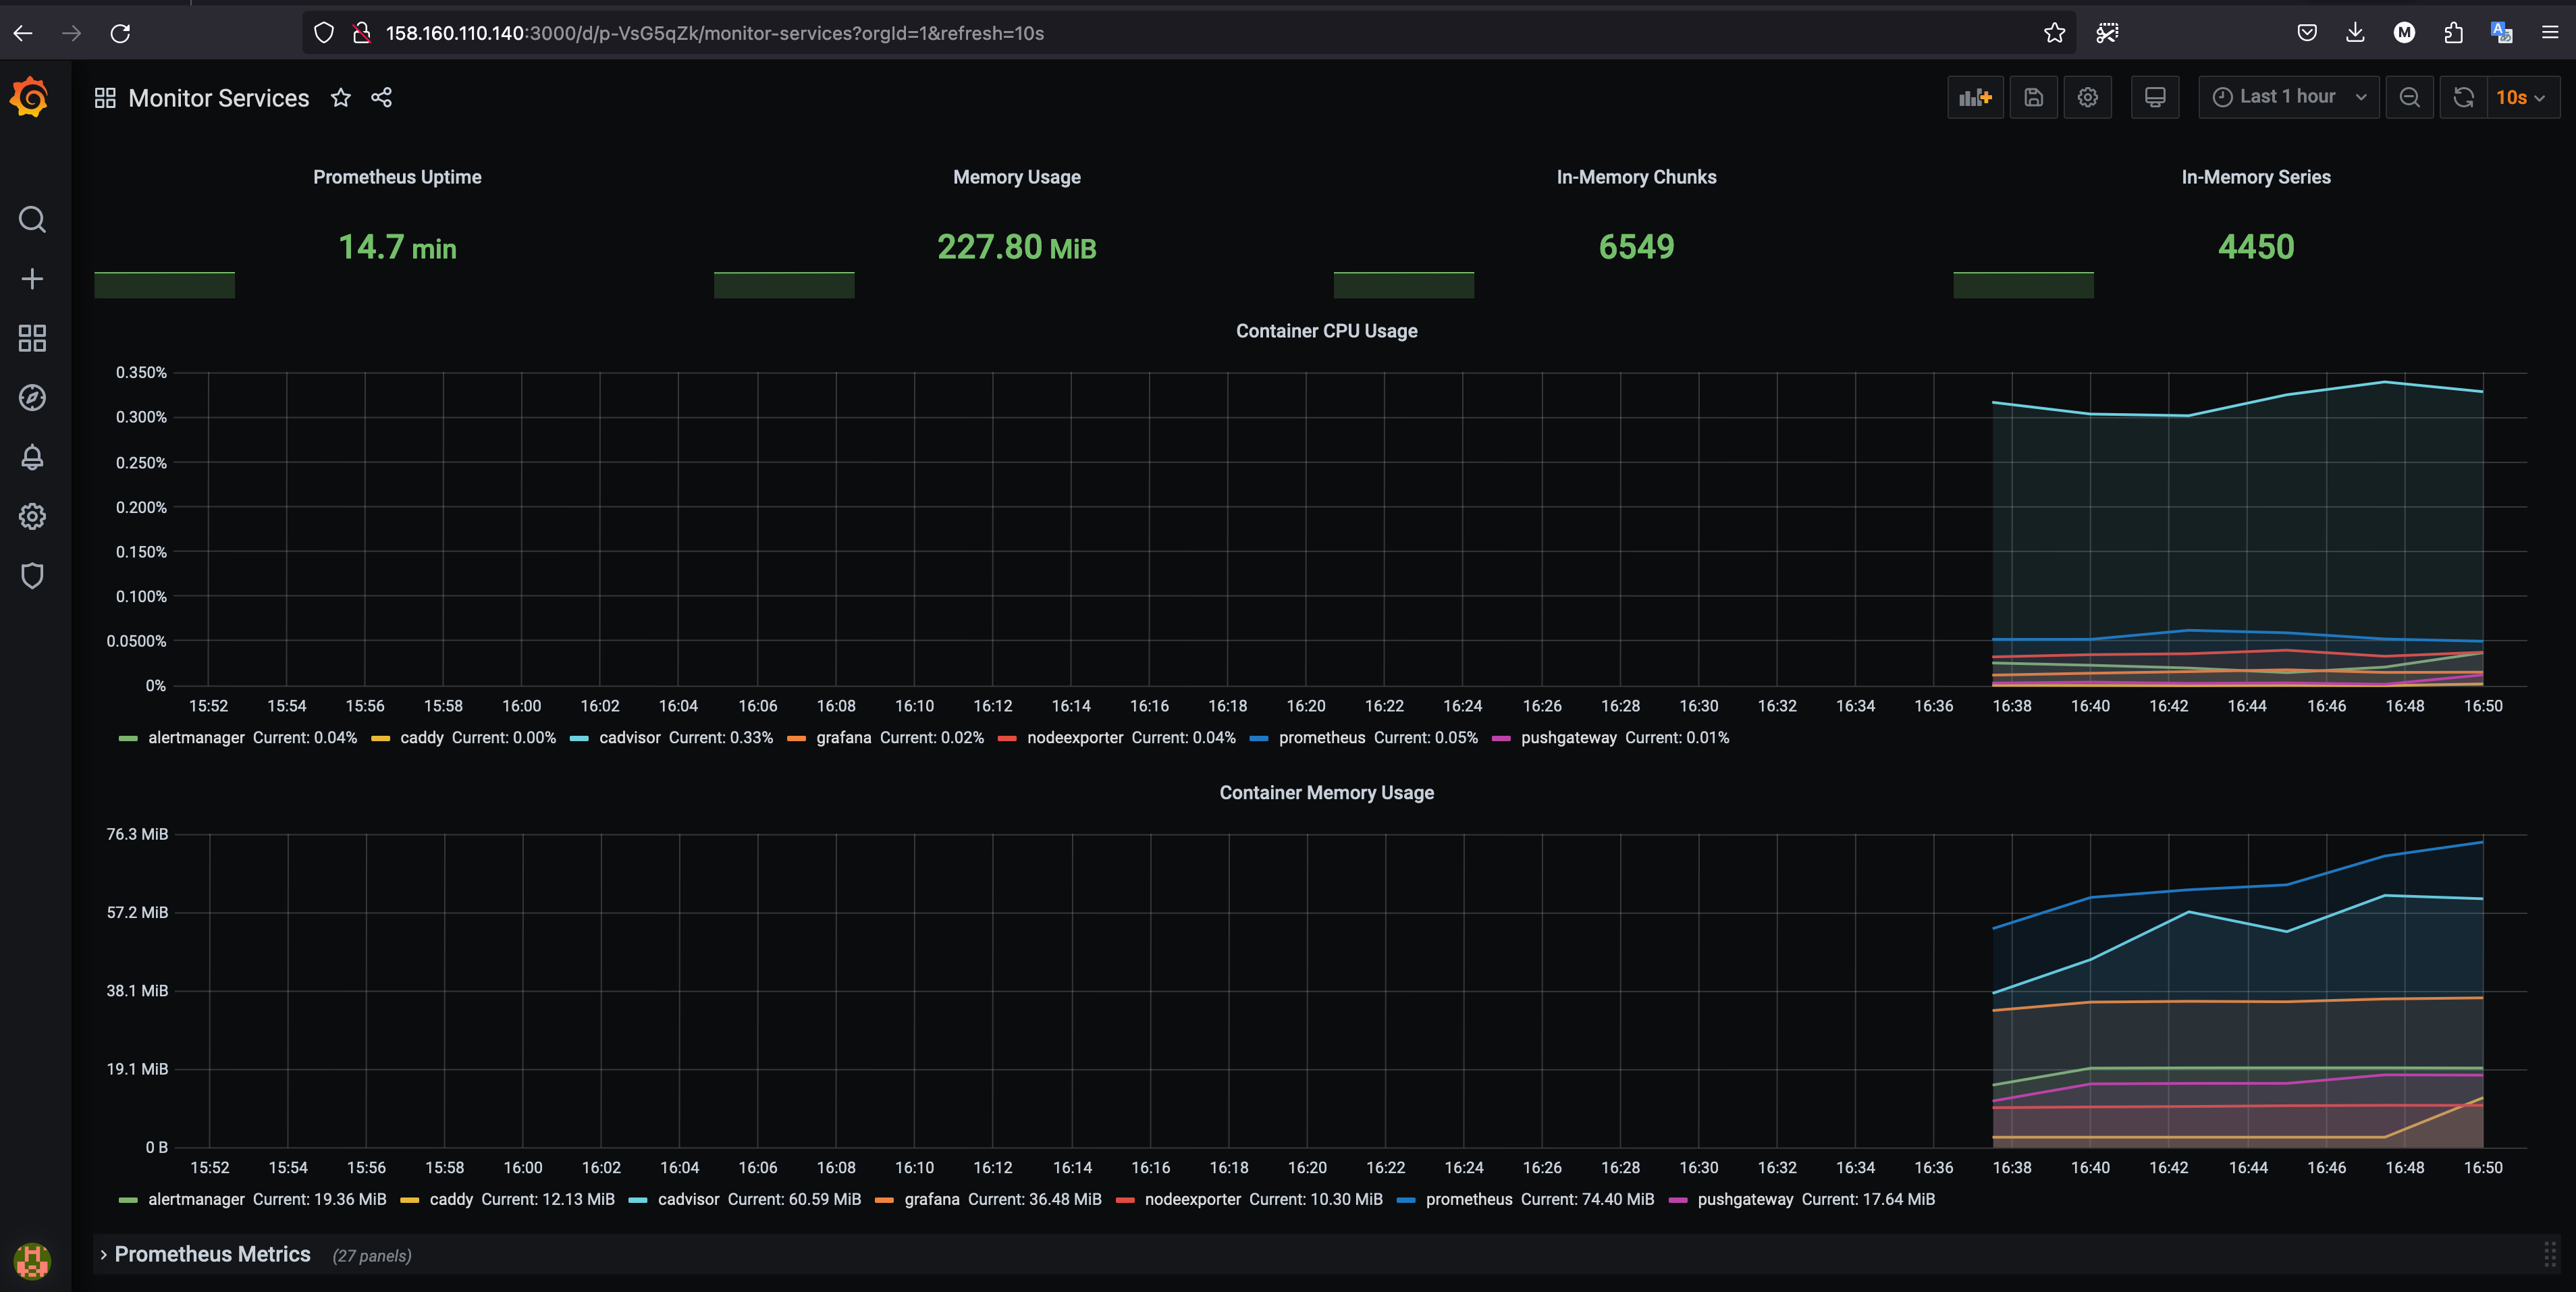 158.160.110.140:3000/d/p-VsG5qZk/monitor-services?orgId=1&refresh=10s
M
Monitor Services
Last 1 hour
10s
Prometheus Uptime
Memory Usage
In-Memory Chunks
In-Memory Series
14.7 min
227.80 MiB
6549
4450
Container CPU Usage
0.350%
0.300%
0.250%
0.200%
0.150%
0.100%
0.0500%
0%
15:52 15:54 15:56 15:58 16:00 16:02 16:04 16:06 16:08 16:10 16:12 16:14 16:16 16:18 16:20 16:22 16:24 16:26 16:28 16:30 16:32 16:34 16:36 16:38 16:40 16:42 16:44 16:46 16:48 16:50
alertmanager Current: 0.04% caddy Current: 0.00% cadvisor Current: 0.33% grafana Current: 0.02% nodeexporter Current: 0.04% prometheus Current: 0.05% pushgateway Current: 0.01%
Container Memory Usage
76.3 MiB
57.2 MiB
38.1 MiB
19.1 MiB
0 B
15:52 15:54 15:56 15:58 16:00 16:02 16:04 16:06 16:08 16:10 16:12 16:14 16:16 16:18 16:20 16:22 16:24 16:26 16:28 16:30 16:32 16:34 16:36 16:38 16:40 16:42 16:44 16:46 16:48 16:50
alertmanager Current: 19.36 MiB caddy Current: 12.13 MiB cadvisor Current: 60.59 MiB grafana Current: 36.48 MiB nodeexporter Current: 10.30 MiB prometheus Current: 74.40 MiB pushgateway Current: 17.64 MiB
Prometheus Metrics (27 panels)